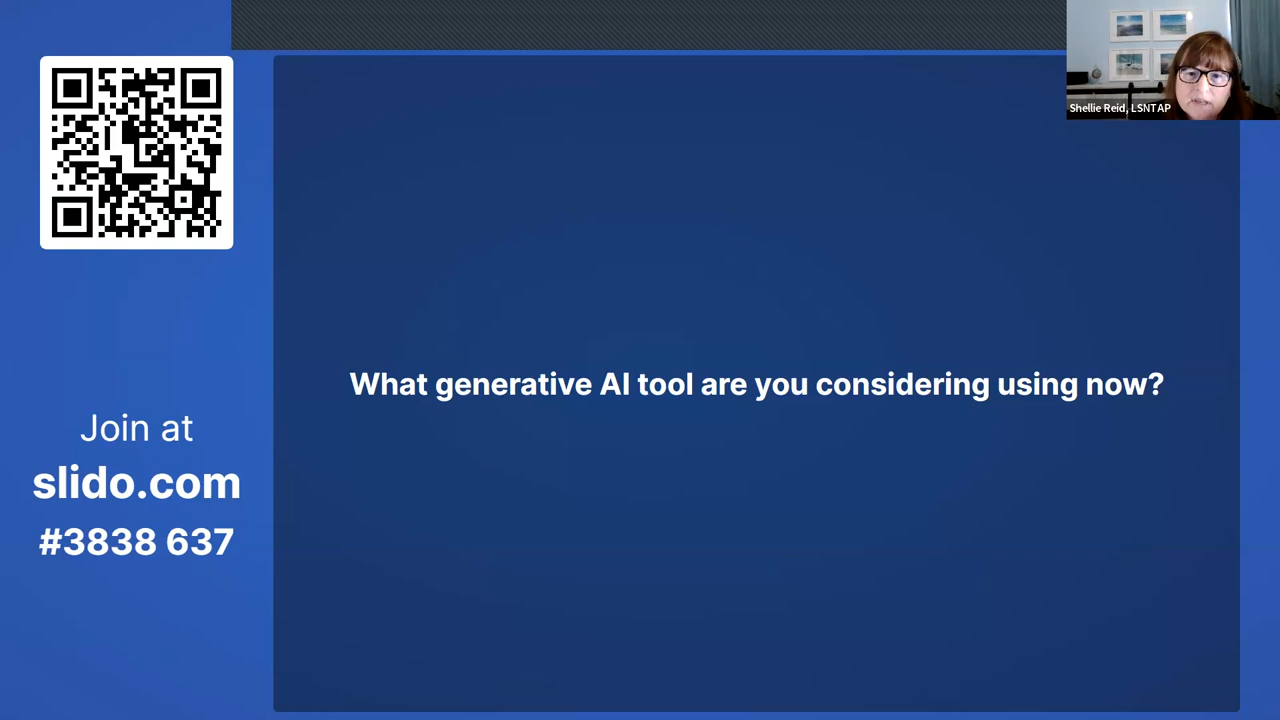 Shellie Reid, LSNTAP
What generative AI tool are you considering using now?
Join at
slido.com
#3838 637